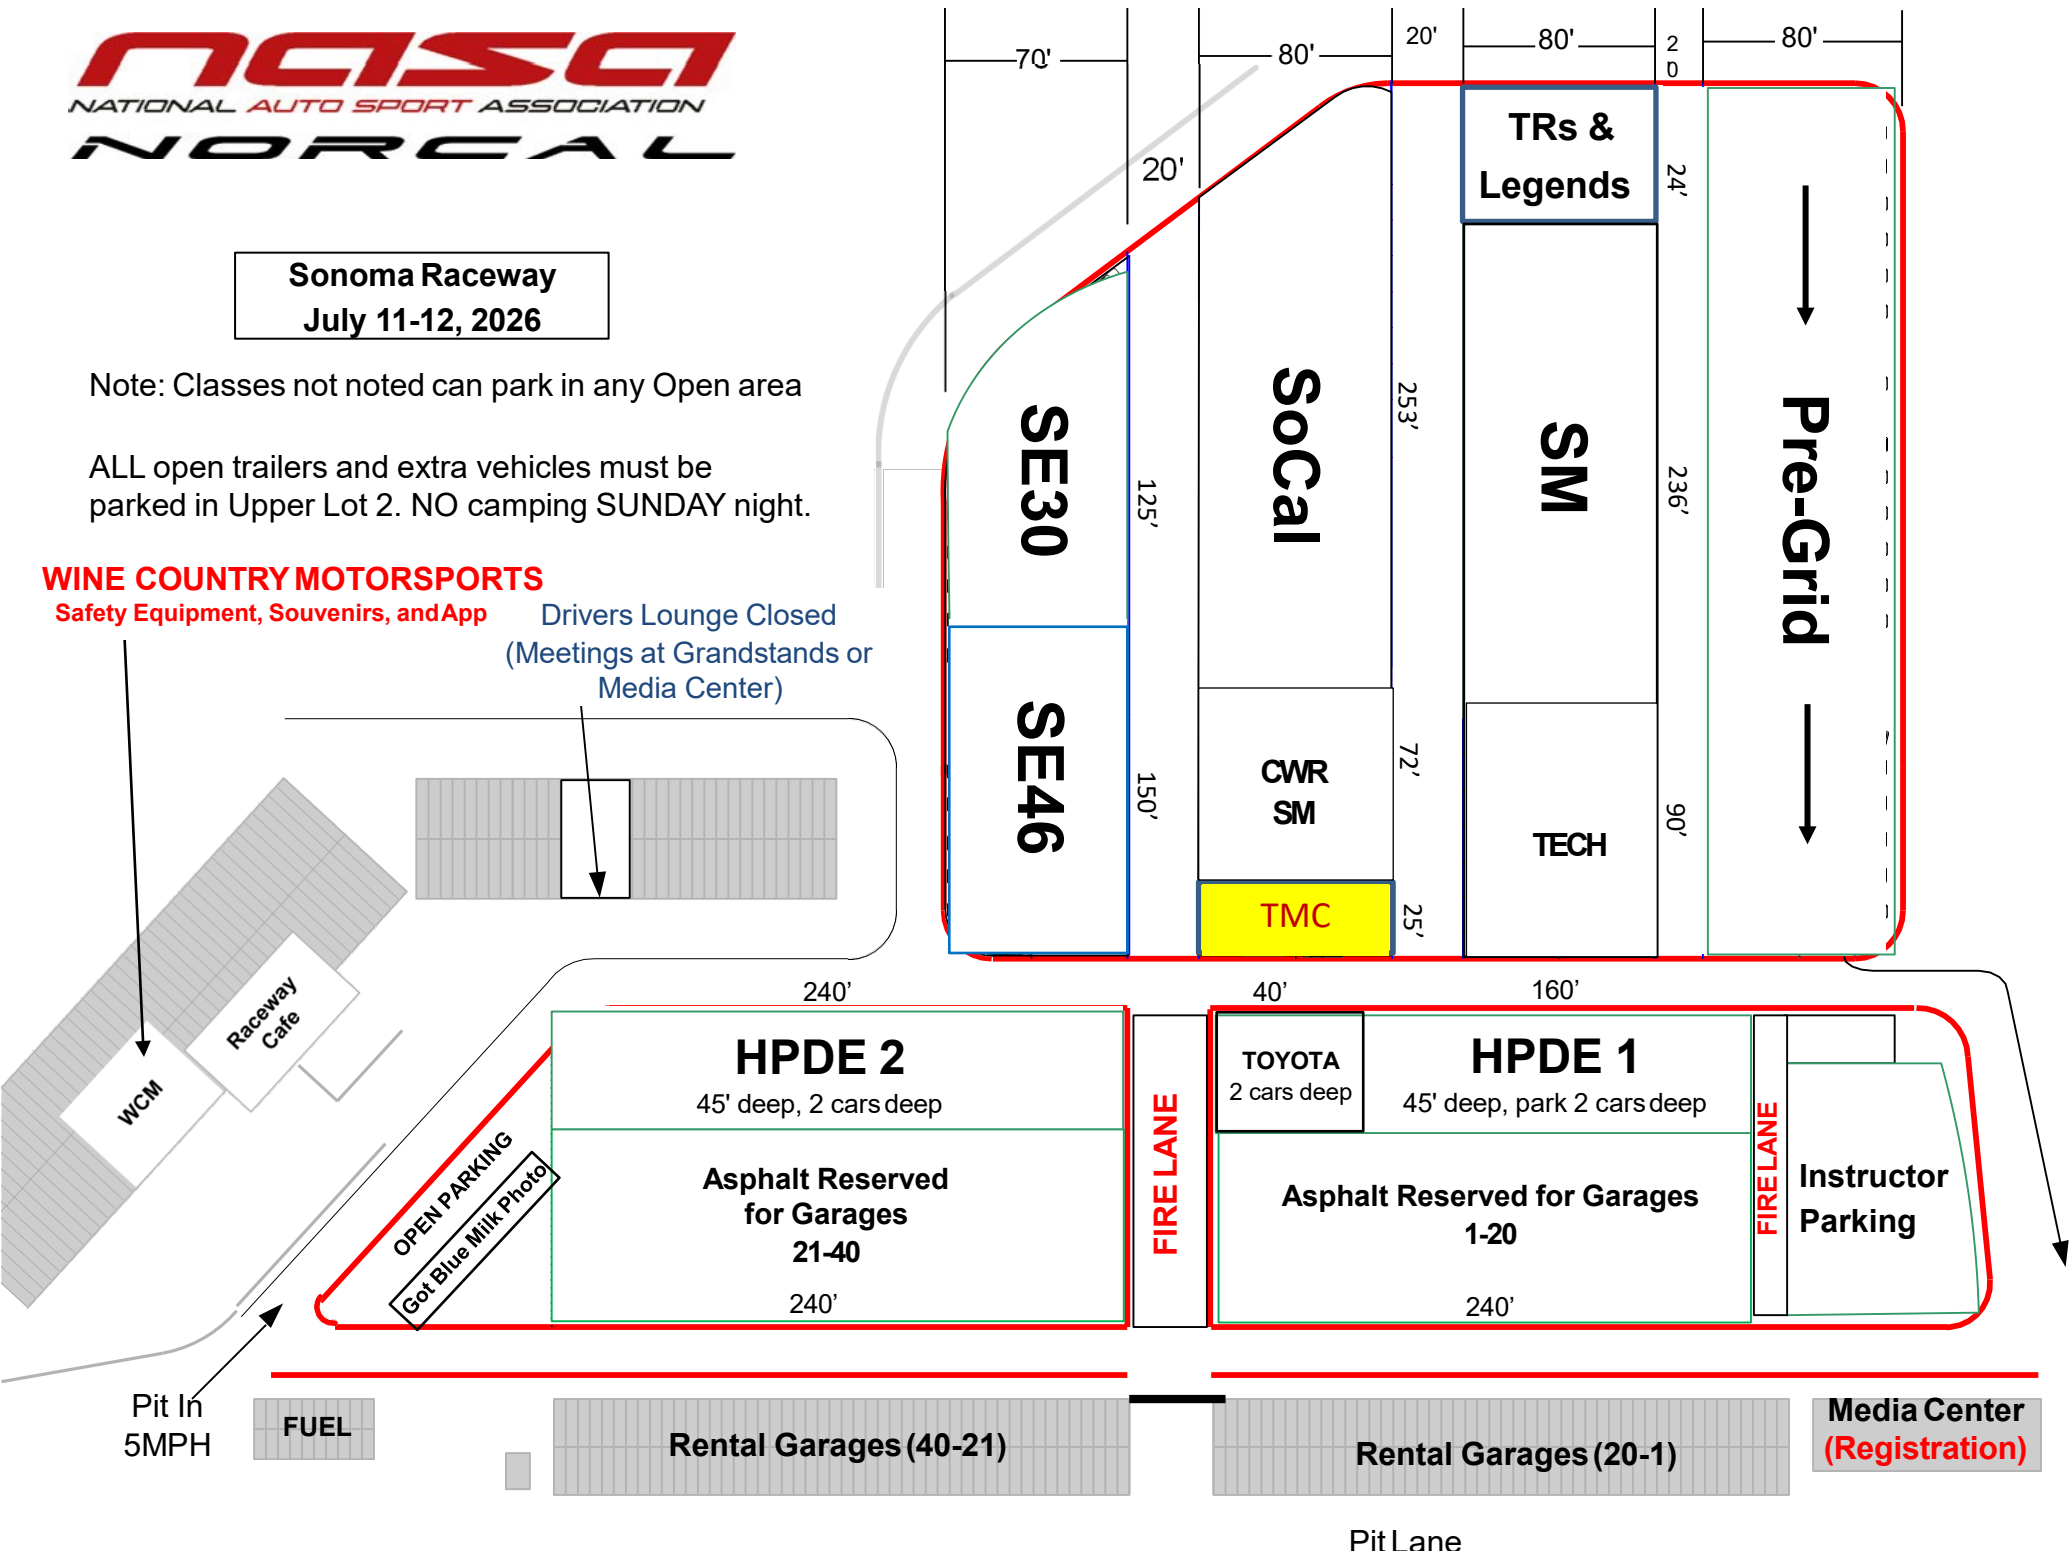 nasa
NATIONAL AUTO SPORT ASSOCIATION
NORCAL
Sonoma Raceway
July 11-12, 2026
Note: Classes not noted can park in any Open area
ALL open trailers and extra vehicles must be
parked in Upper Lot 2. NO camping SUNDAY night.
WINE COUNTRY MOTORSPORTS
Safety Equipment, Souvenirs, and App
Drivers Lounge Closed
(Meetings at Grandstands or
Media Center)
70'
20'
80'
20'
80'
20
80'
TRs &
Legends
24'
SE30
125'
SoCal
253'
SM
236'
Pre-Grid
SE46
150'
CWR
SM
72'
TECH
90'
TMC
25'
240'
40'
160'
Raceway
Cafe
WCM
HPDE 2
45' deep, 2 cars deep
TOYOTA
2 cars deep
HPDE 1
45' deep, park 2 cars deep
OPEN PARKING
Got Blue Milk Photo
Asphalt Reserved
for Garages
21-40
240'
FIRE LANE
Asphalt Reserved for Garages
1-20
240'
FIRE LANE
Instructor
Parking
Pit In
5MPH
FUEL
Rental Garages (40-21)
Rental Garages (20-1)
Media Center
(Registration)
Pit Lane